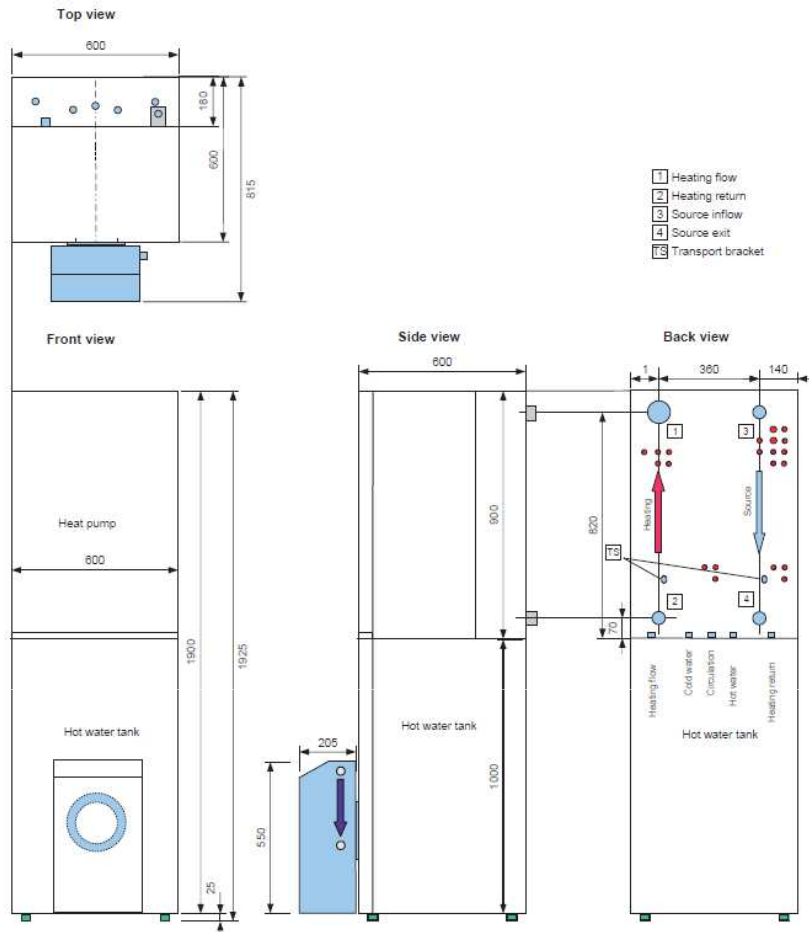 Top view
600
180
600
815
1 Heating flow
2 Heating return
3 Source inflow
4 Source exit
TS Transport bracket
Front view
Side view
Back view
600
1
360
140
1
3
Heat pump
600
900
820
Heating
Source
TS
2
4
70
1900
1925
Heating flow
Cold water
Circulation
Hot water
Heating return
Hot water tank
Hot water tank
Hot water tank
205
550
1000
25